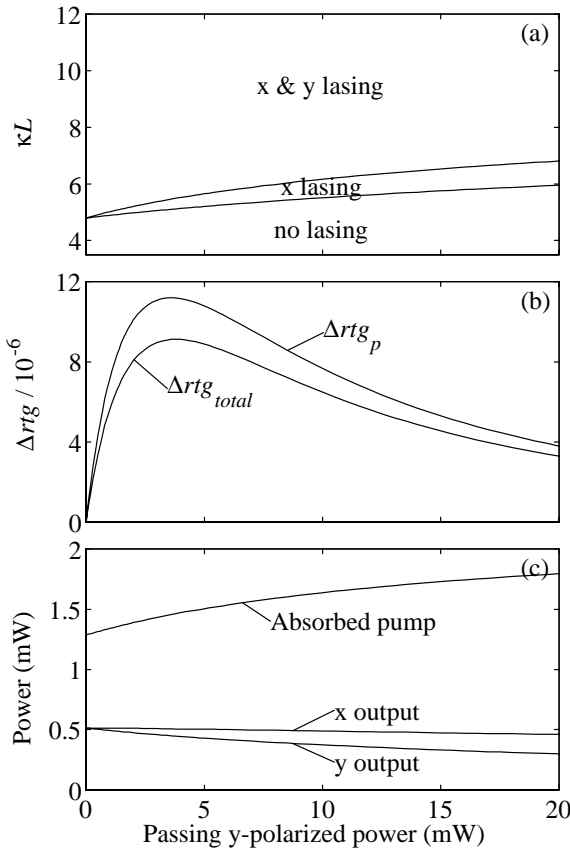 (a)
12
10
8
6
4
κL
x & y lasing
x lasing
no lasing
(b)
12
8
4
0
Δrtg / 10⁻⁶
Δrtg_p
Δrtg_total
(c)
2
1.5
1
0.5
0
Power (mW)
Absorbed pump
x output
y output
0 5 10 15 20
Passing y-polarized power (mW)